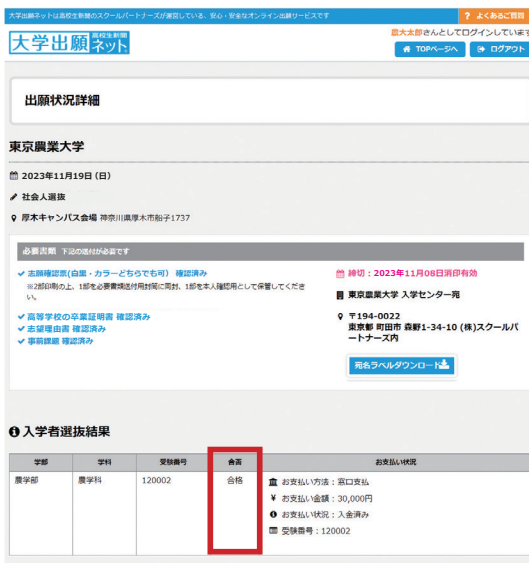 大学出願ネットは高校生新聞のスクールパートナーズが運営している、安心・安全なオンライン出願サービスです
? よくあるご質問
大学出願ネット
高校生新聞
農大太郎さんとしてログインしています
TOPページへ
ログアウト
出願状況詳細
東京農業大学
2023年11月19日 (日)
社会人選抜
厚木キャンパス会場 神奈川県厚木市船子1737
必要書類 下記の送付が必要です
志願確認票(白黒・カラーどちらでも可) 確認済み
※2部印刷の上、1部を必要書類送付用封筒に同封、1部を本人確認用として保管してくださ
い。
高等学校の卒業証明書 確認済み
志望理由書 確認済み
事前課題 確認済み
締切：2023年11月08日消印有効
東京農業大学 入学センター宛
〒194-0022
東京都 町田市 森野1-34-10 (株)スクールパ
ートナーズ内
宛名ラベルダウンロード
入学者選抜結果
学部 学科 受験番号 合否 お支払い状況
農学部 農学科 120002 合格
お支払い方法：窓口支払
¥ お支払い金額：30,000円
お支払い状況：入金済み
受験番号：120002